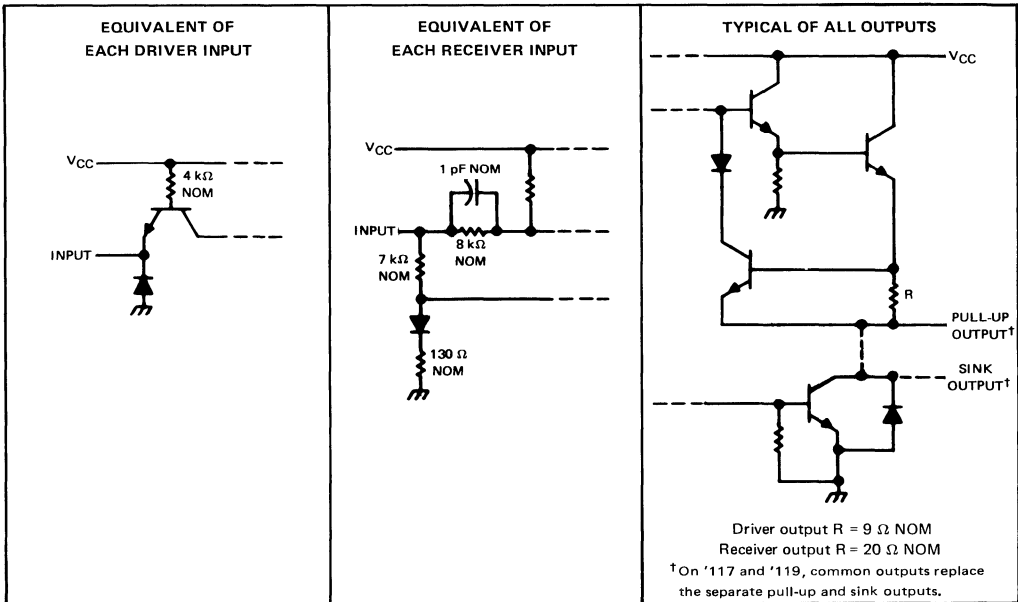 EQUIVALENT OF
EACH DRIVER INPUT
VCC
4 kΩ
NOM
INPUT
EQUIVALENT OF
EACH RECEIVER INPUT
VCC
1 pF NOM
INPUT
8 kΩ
NOM
7 kΩ
NOM
130 Ω
NOM
TYPICAL OF ALL OUTPUTS
VCC
R
PULL-UP
OUTPUT†
SINK
OUTPUT†
Driver output R = 9 Ω NOM
Receiver output R = 20 Ω NOM
†On '117 and '119, common outputs replace
the separate pull-up and sink outputs.